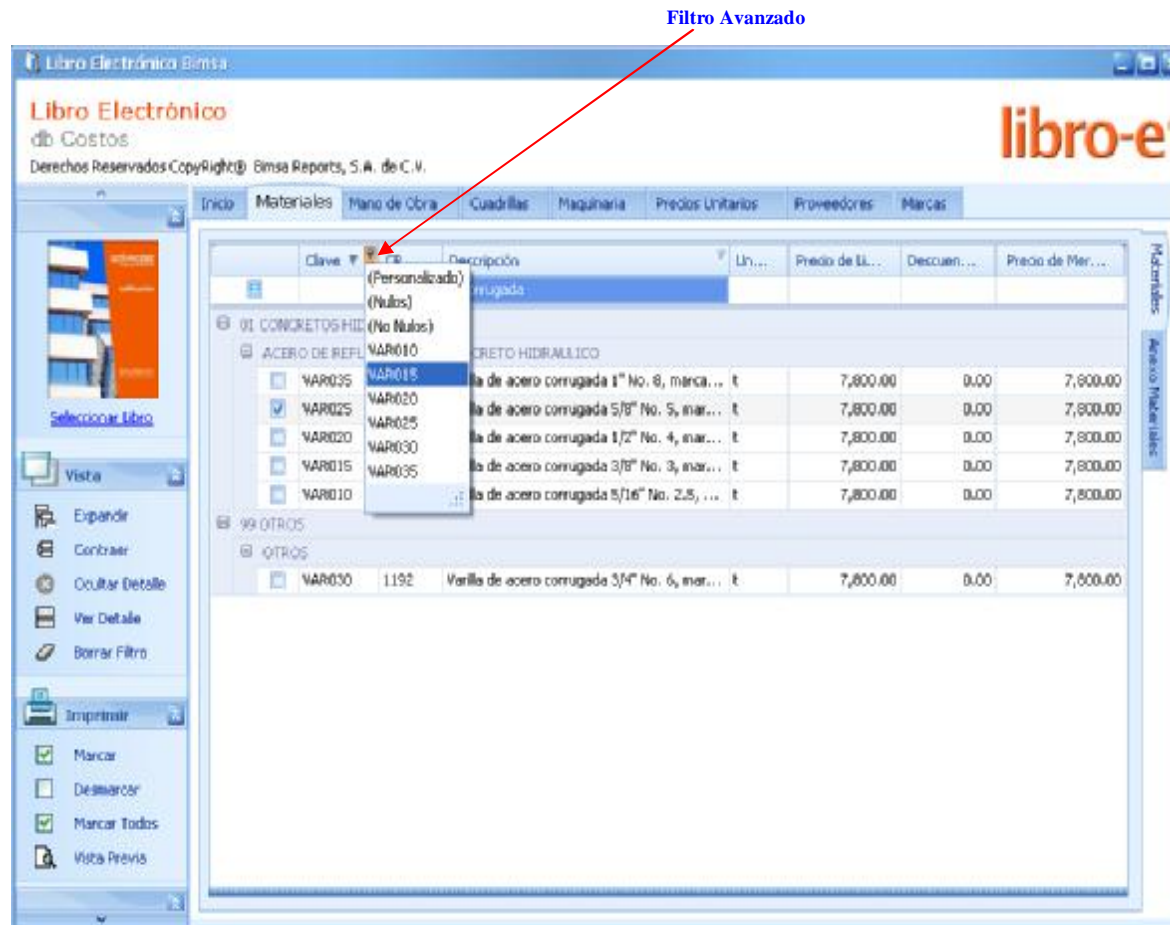 Filtro Avanzado
Libro Electrónico Bimsa
Libro Electrónico
db Costos
Derechos Reservados CopyRight® Bimsa Reports, S.A. de C.V.
libro-e
Inicio Materiales Mano de Obra Cuadrillas Maquinaria Precios Unitarios Proveedores Marcas
Clave Descripción Un... Precio de Li... Descuen... Precio de Mer...
(Personalizado)
(Nulos)
(No Nulos)
VAR010
VAR015
VAR020
VAR025
VAR030
VAR035
rrugada
01 CONCRETOS HID
ACERO DE REFU CRETO HIDRAULICO
VAR035 la de acero corrugada 1" No. 8, marca... t 7,800.00 0.00 7,800.00
VAR025 la de acero corrugada 5/8" No. 5, mar... t 7,800.00 0.00 7,800.00
VAR020 la de acero corrugada 1/2" No. 4, mar... t 7,800.00 0.00 7,800.00
VAR015 la de acero corrugada 3/8" No. 3, mar... t 7,800.00 0.00 7,800.00
VAR010 la de acero corrugada 5/16" No. 2.5, ... t 7,800.00 0.00 7,800.00
99 OTROS
OTROS
VAR030 1192 Varilla de acero corrugada 3/4" No. 6, mar... t 7,800.00 0.00 7,800.00
Materiales
Anexo Materiales
Seleccionar Libro
Vista
Expandir
Contraer
Ocultar Detalle
Ver Detalle
Borrar Filtro
Imprimir
Marcar
Desmarcar
Marcar Todos
Vista Previa